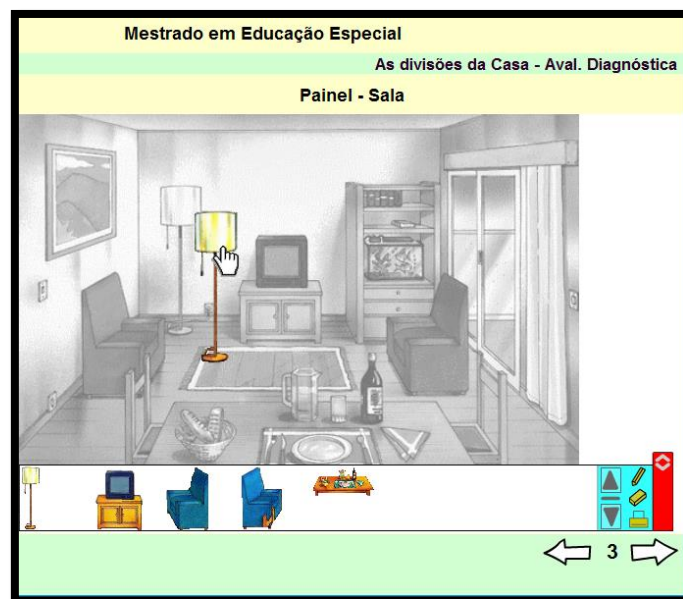 Mestrado em Educação Especial
As divisões da Casa - Aval. Diagnóstica
Painel - Sala
3